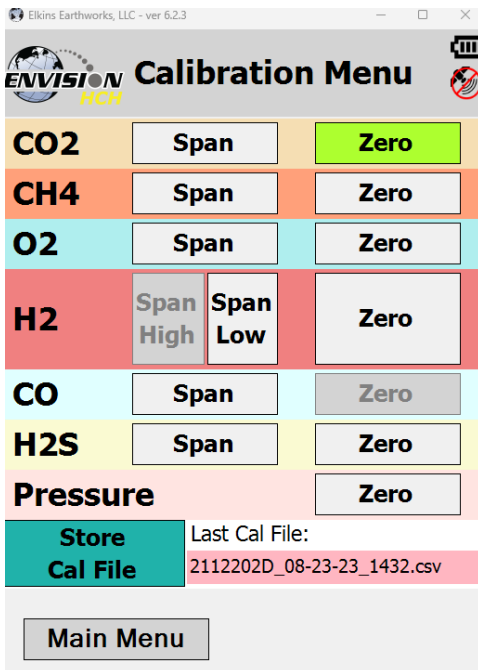 Elkins Earthworks, LLC - ver 6.2.3
ENVISION
HCH
Calibration Menu
CO2 Span Zero
CH4 Span Zero
O2 Span Zero
H2 Span High Span Low Zero
CO Span Zero
H2S Span Zero
Pressure Zero
Store Cal File
Last Cal File:
2112202D_08-23-23_1432.csv
Main Menu